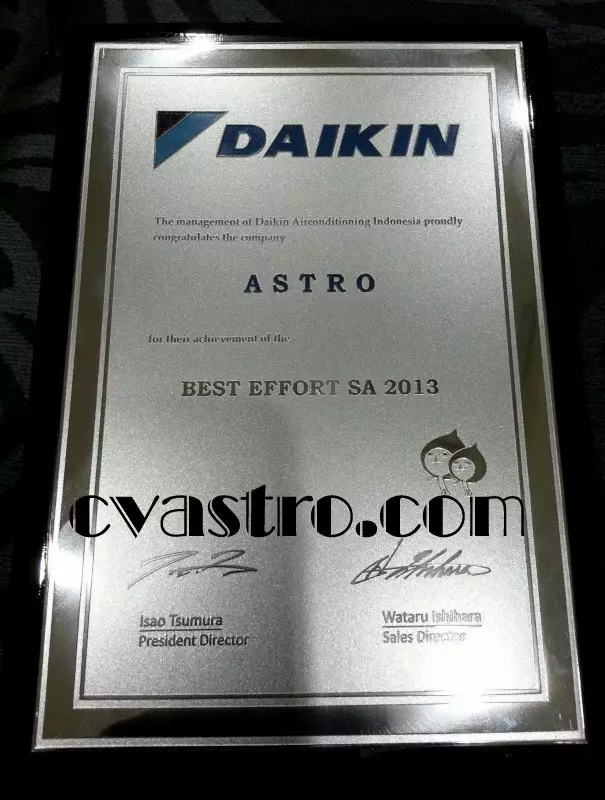 DAIKIN
The management of Daikin Airconditioning Indonesia proudly
congratulates the company
ASTRO
for their achievement of the
BEST EFFORT SA 2013
cvastro.com
Isao Tsumura
President Director
Wataru Ishihara
Sales Director